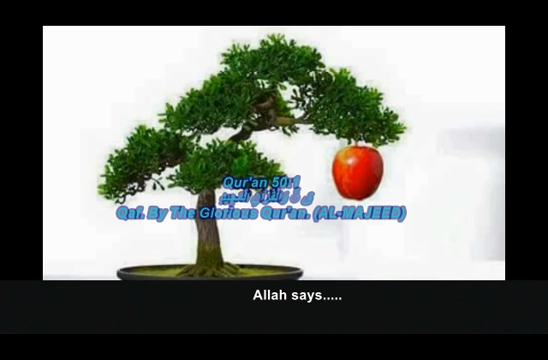 Qur'an 50:1
Qaf. By The Glorious Qur'an. (AL-MAJEED)
Allah says.....